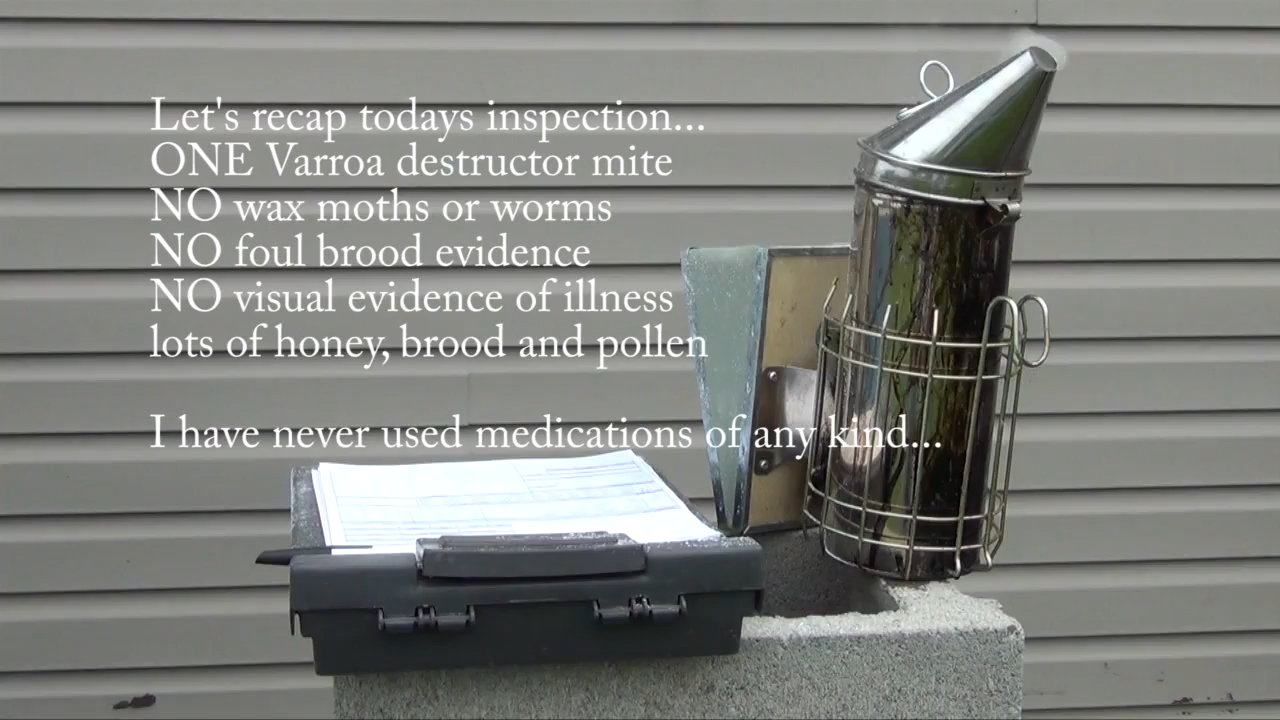 Let's recap todays inspection...
ONE Varroa destructor mite
NO wax moths or worms
NO foul brood evidence
NO visual evidence of illness
lots of honey, brood and pollen
I have never used medications of any kind...